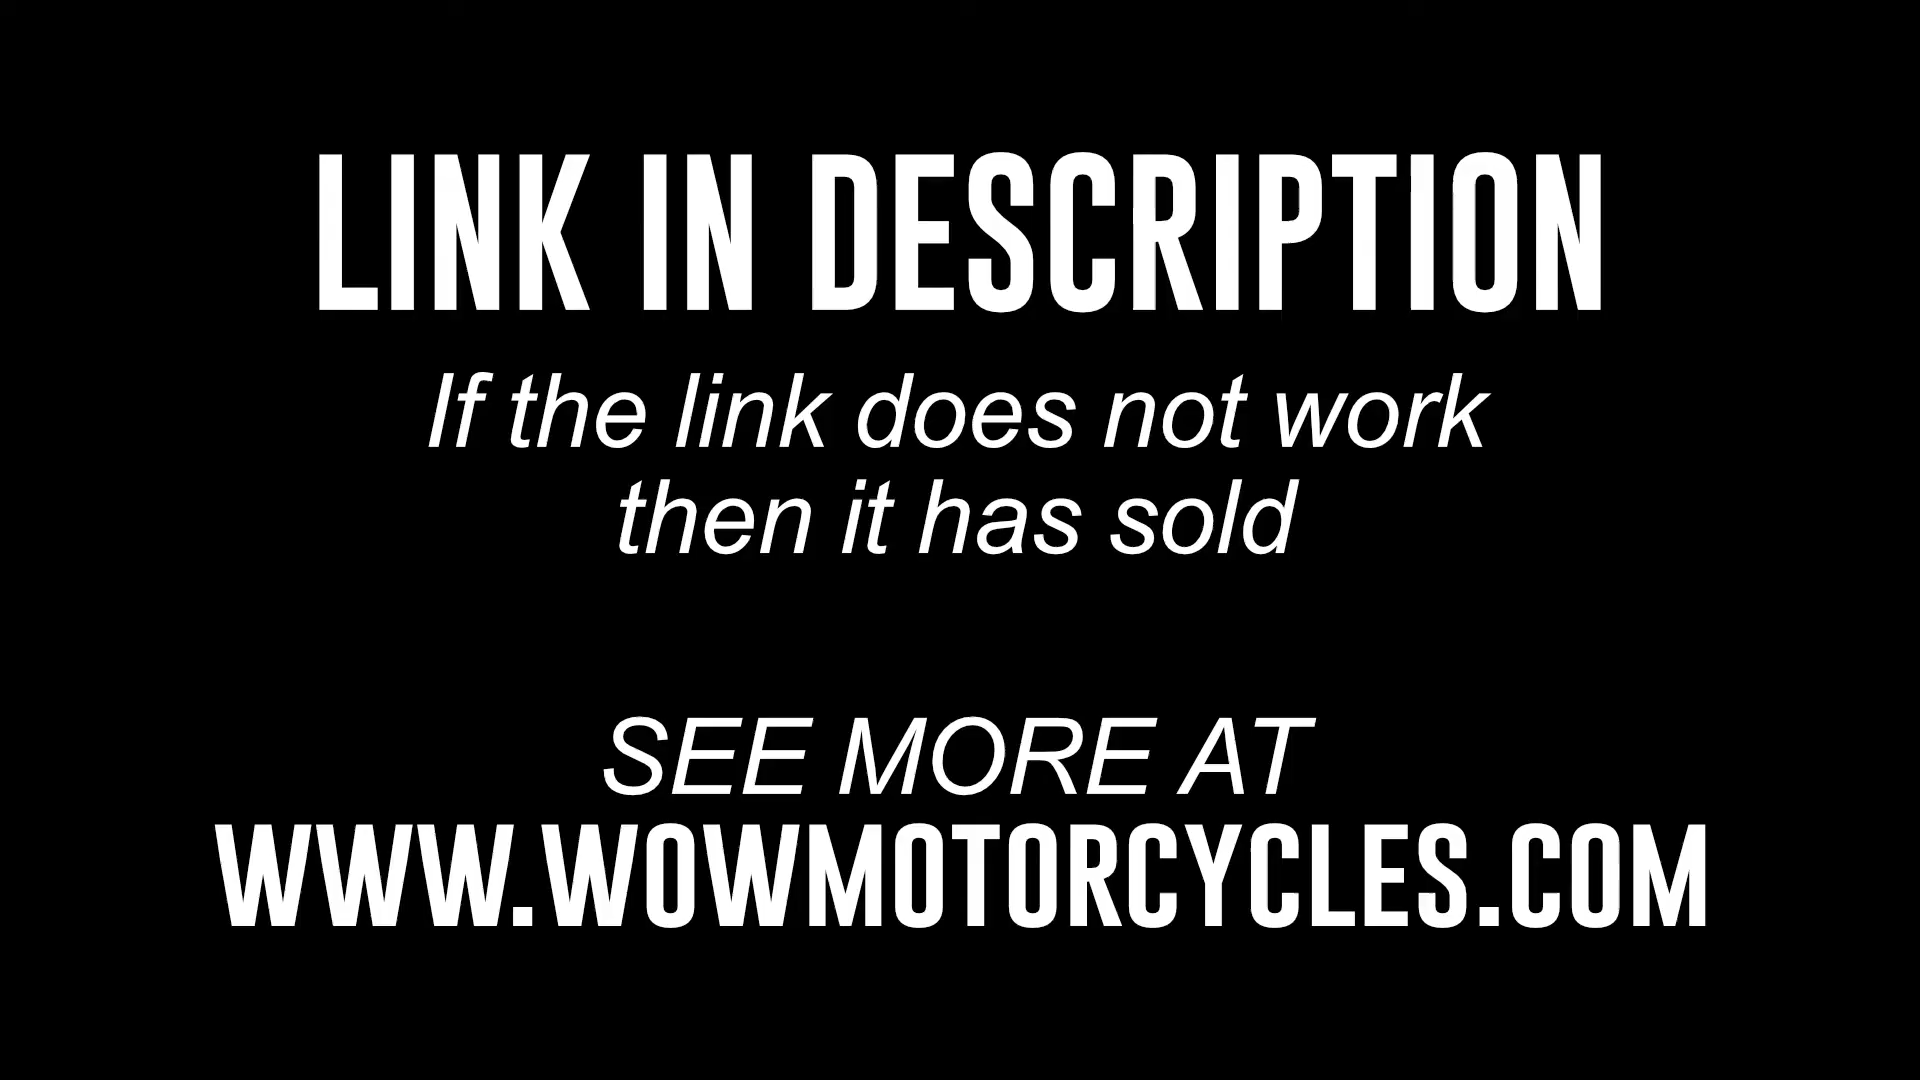 LINK IN DESCRIPTION
If the link does not work
then it has sold
SEE MORE AT
WWW.WOWMOTORCYCLES.COM